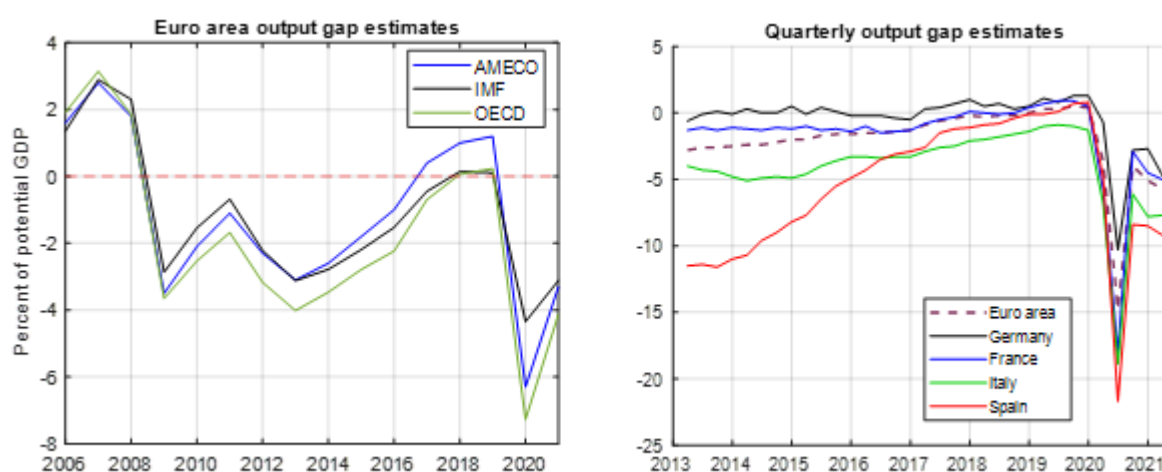 Euro area output gap estimates
Percent of potential GDP
4
2
0
-2
-4
-6
-8
2006 2008 2010 2012 2014 2016 2018 2020
AMECO
IMF
OECD
Quarterly output gap estimates
5
0
-5
-10
-15
-20
-25
2013 2014 2015 2016 2017 2018 2019 2020 2021
Euro area
Germany
France
Italy
Spain